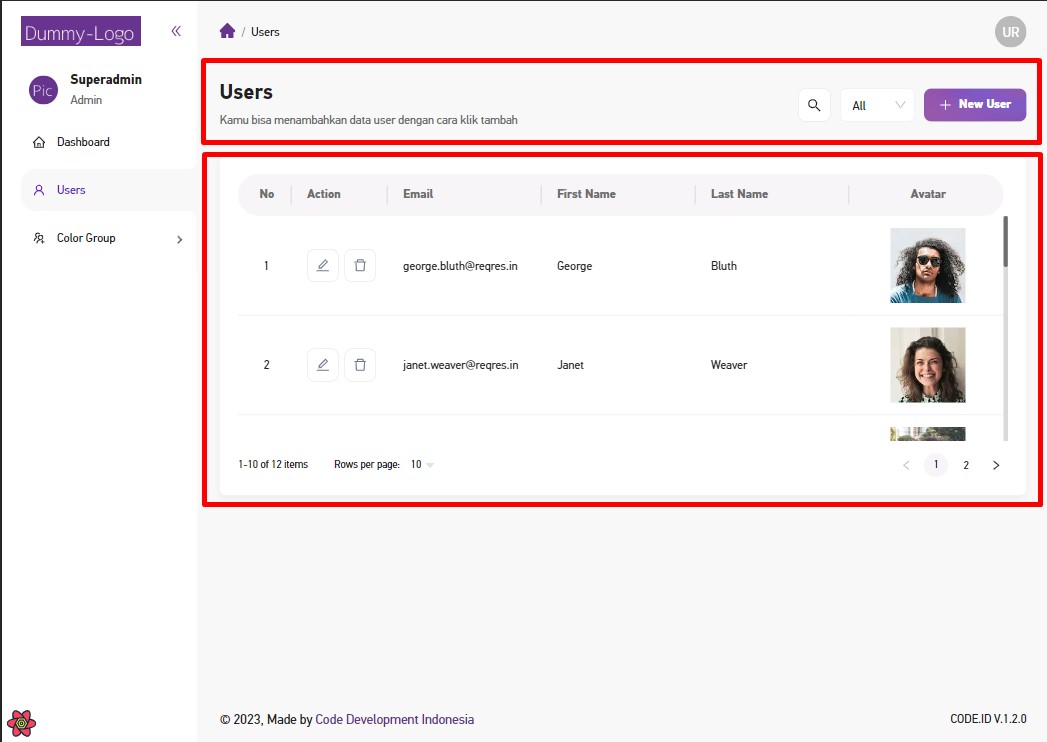 Dummy-Logo
/ Users
UR
Pic
Superadmin
Admin
Dashboard
Users
Color Group
Users
Kamu bisa menambahkan data user dengan cara klik tambah
All
+ New User
No Action Email First Name Last Name Avatar
1 george.bluth@reqres.in George Bluth
2 janet.weaver@reqres.in Janet Weaver
1-10 of 12 items Rows per page: 10
1 2
© 2023, Made by Code Development Indonesia
CODE.ID V.1.2.0